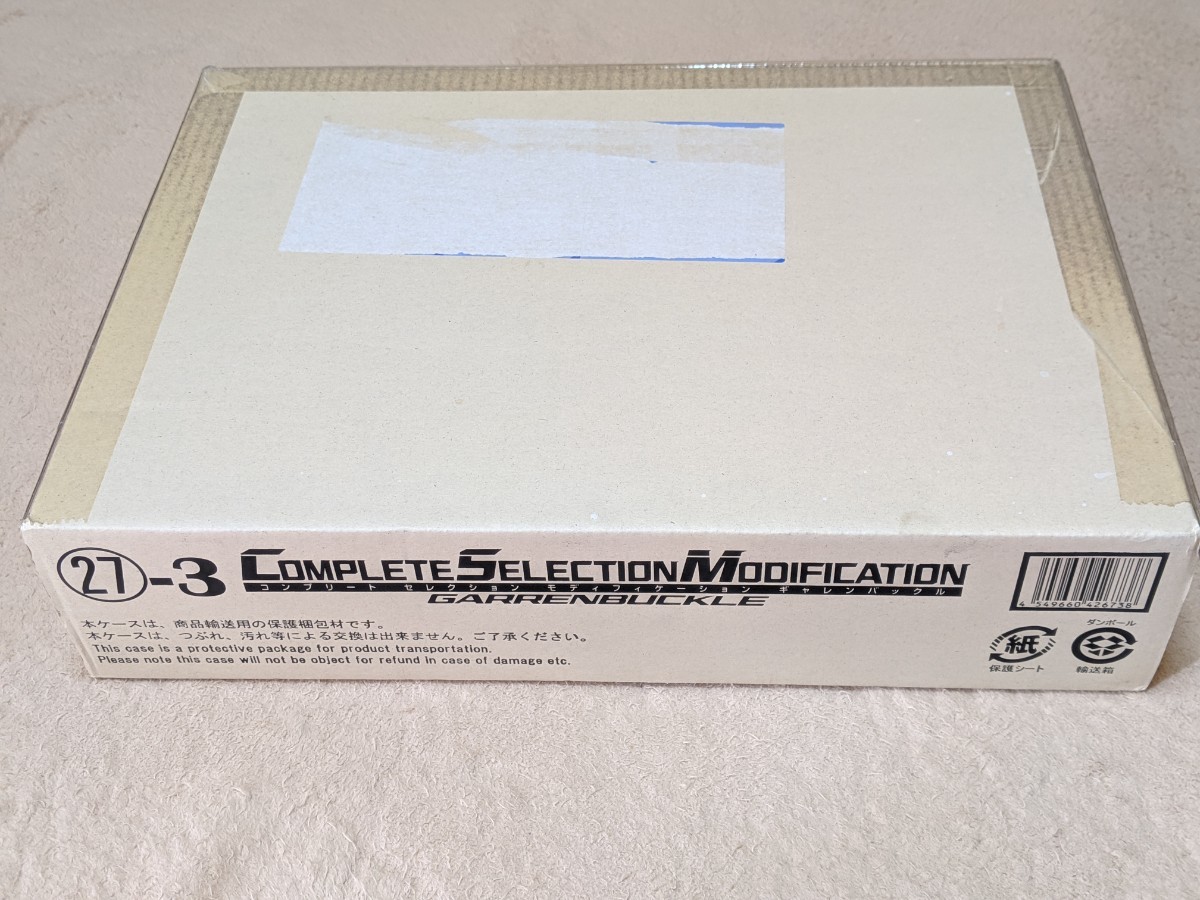 27-3
COMPLETE SELECTION MODIFICATION
コンプリート セレクション モディフィケーション ギャレンバックル
GARRENBUCKLE
本ケースは、商品輸送用の保護梱包材です。
本ケースは、つぶれ、汚れ等による交換は出来ません。ご了承ください。
This case is a protective package for product transportation.
Please note this case will not be object for refund in case of damage etc.
4 549660 426738
紙
保護シート
ダンボール
輸送箱